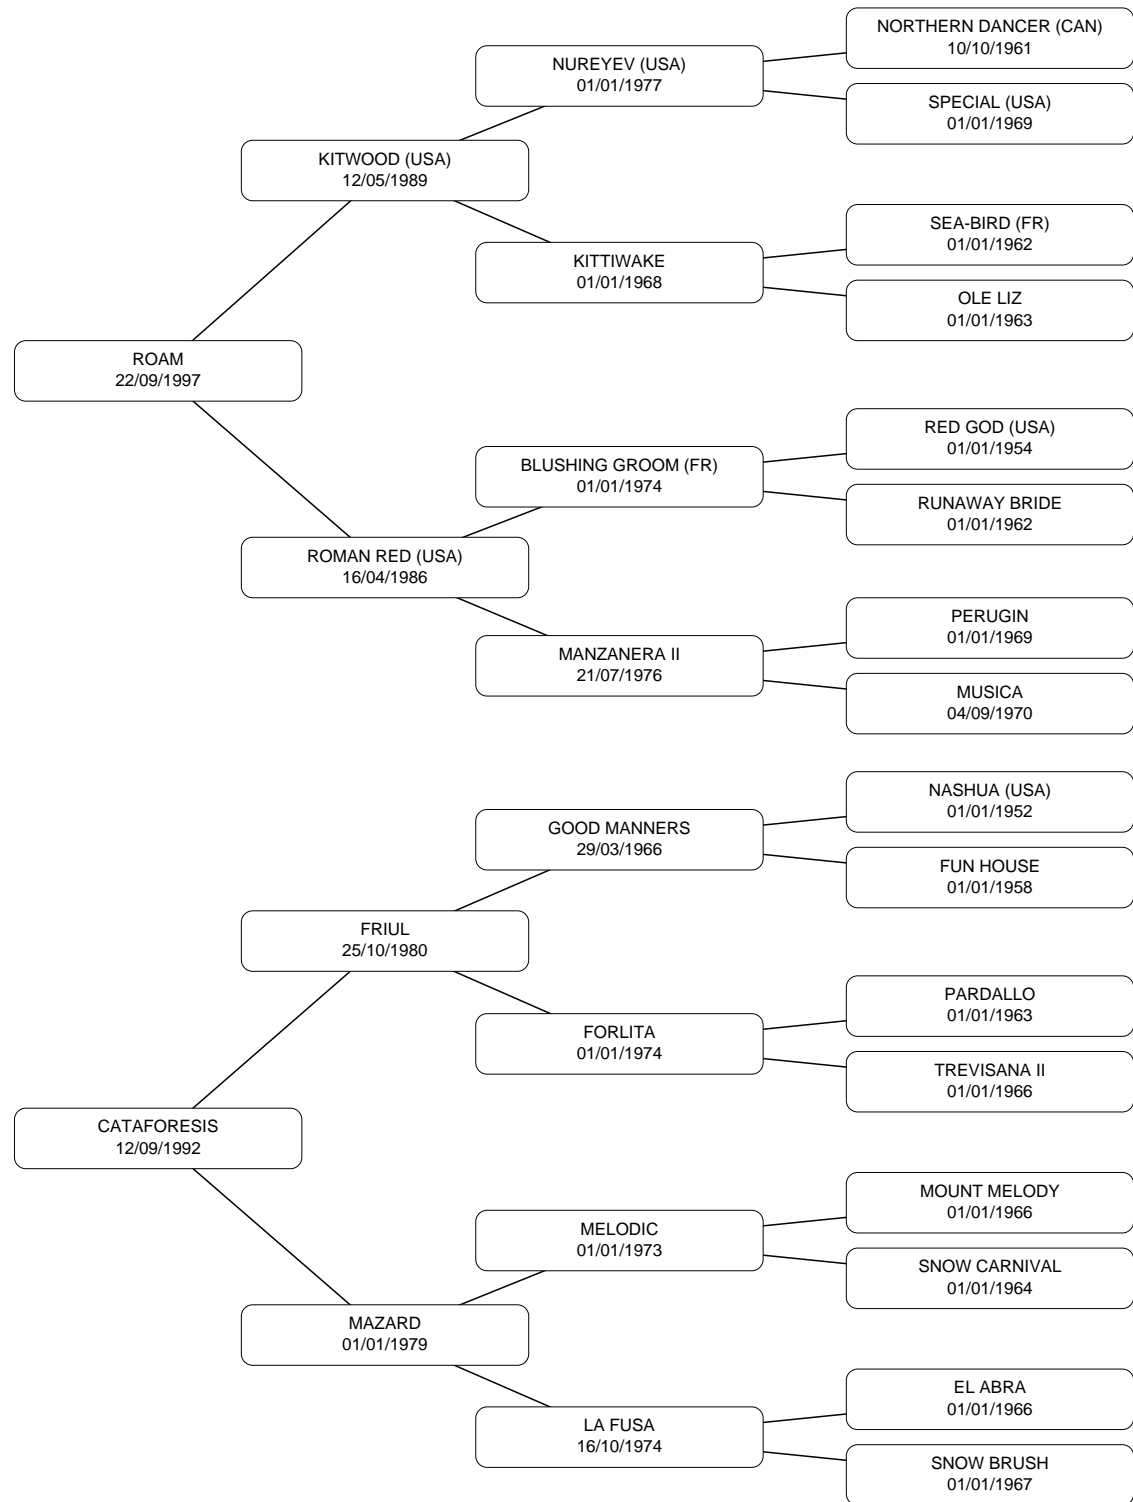 NORTHERN DANCER (CAN)
10/10/1961
NUREYEV (USA)
01/01/1977
SPECIAL (USA)
01/01/1969
KITWOOD (USA)
12/05/1989
SEA-BIRD (FR)
01/01/1962
KITTIWAKE
01/01/1968
OLE LIZ
01/01/1963
ROAM
22/09/1997
RED GOD (USA)
01/01/1954
BLUSHING GROOM (FR)
01/01/1974
RUNAWAY BRIDE
01/01/1962
ROMAN RED (USA)
16/04/1986
PERUGIN
01/01/1969
MANZANERA II
21/07/1976
MUSICA
04/09/1970
NASHUA (USA)
01/01/1952
GOOD MANNERS
29/03/1966
FUN HOUSE
01/01/1958
FRIUL
25/10/1980
PARDALLO
01/01/1963
FORLITA
01/01/1974
TREVISANA II
01/01/1966
CATAFORESIS
12/09/1992
MOUNT MELODY
01/01/1966
MELODIC
01/01/1973
SNOW CARNIVAL
01/01/1964
MAZARD
01/01/1979
EL ABRA
01/01/1966
LA FUSA
16/10/1974
SNOW BRUSH
01/01/1967